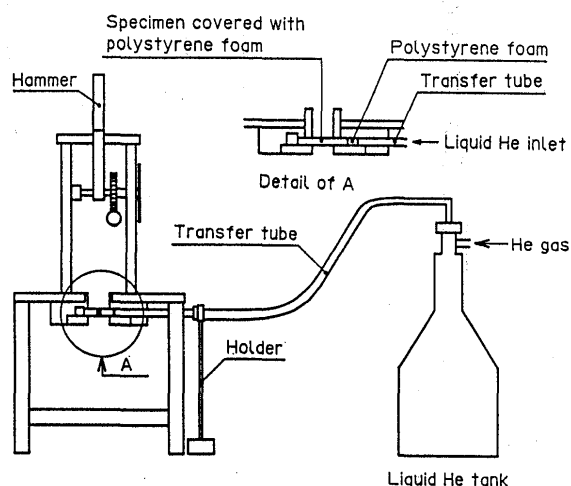 Specimen covered with
polystyrene foam
Polystyrene foam
Hammer
Transfer tube
Liquid He inlet
Detail of A
Transfer tube
He gas
A
Holder
Liquid He tank